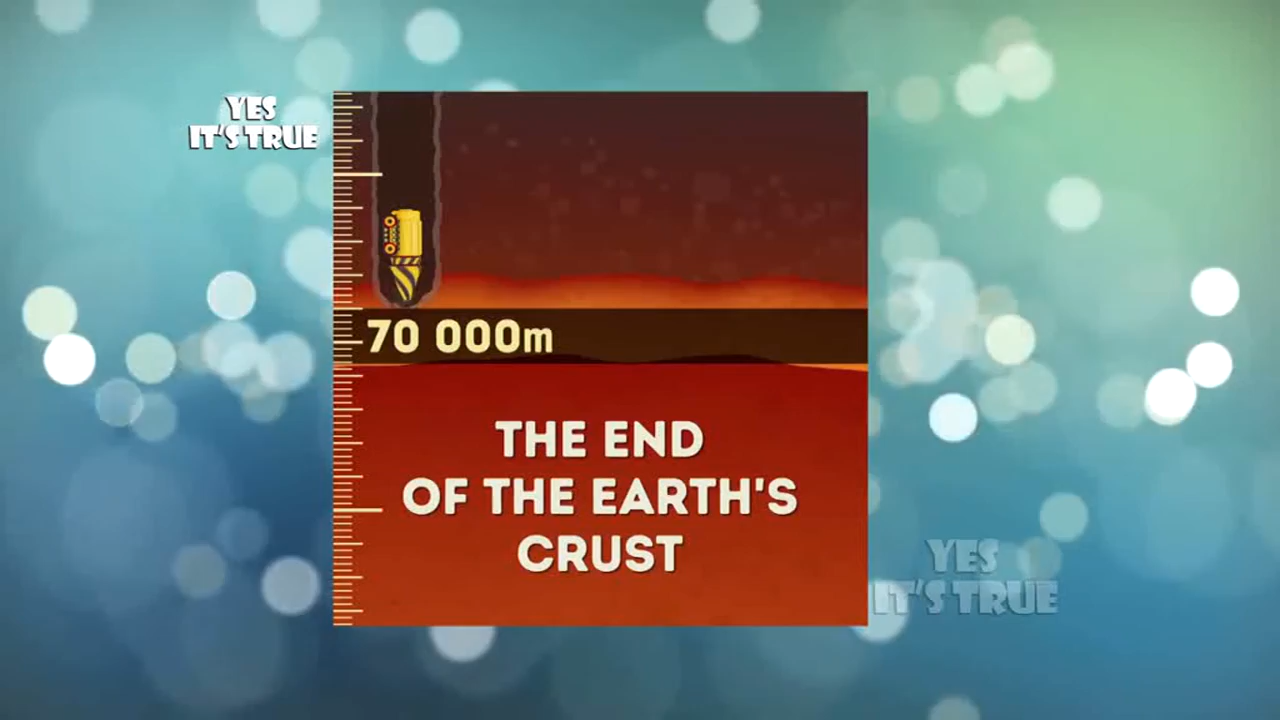 YES
IT'S TRUE
70 000m
THE END
OF THE EARTH'S
CRUST
YES
IT'S TRUE